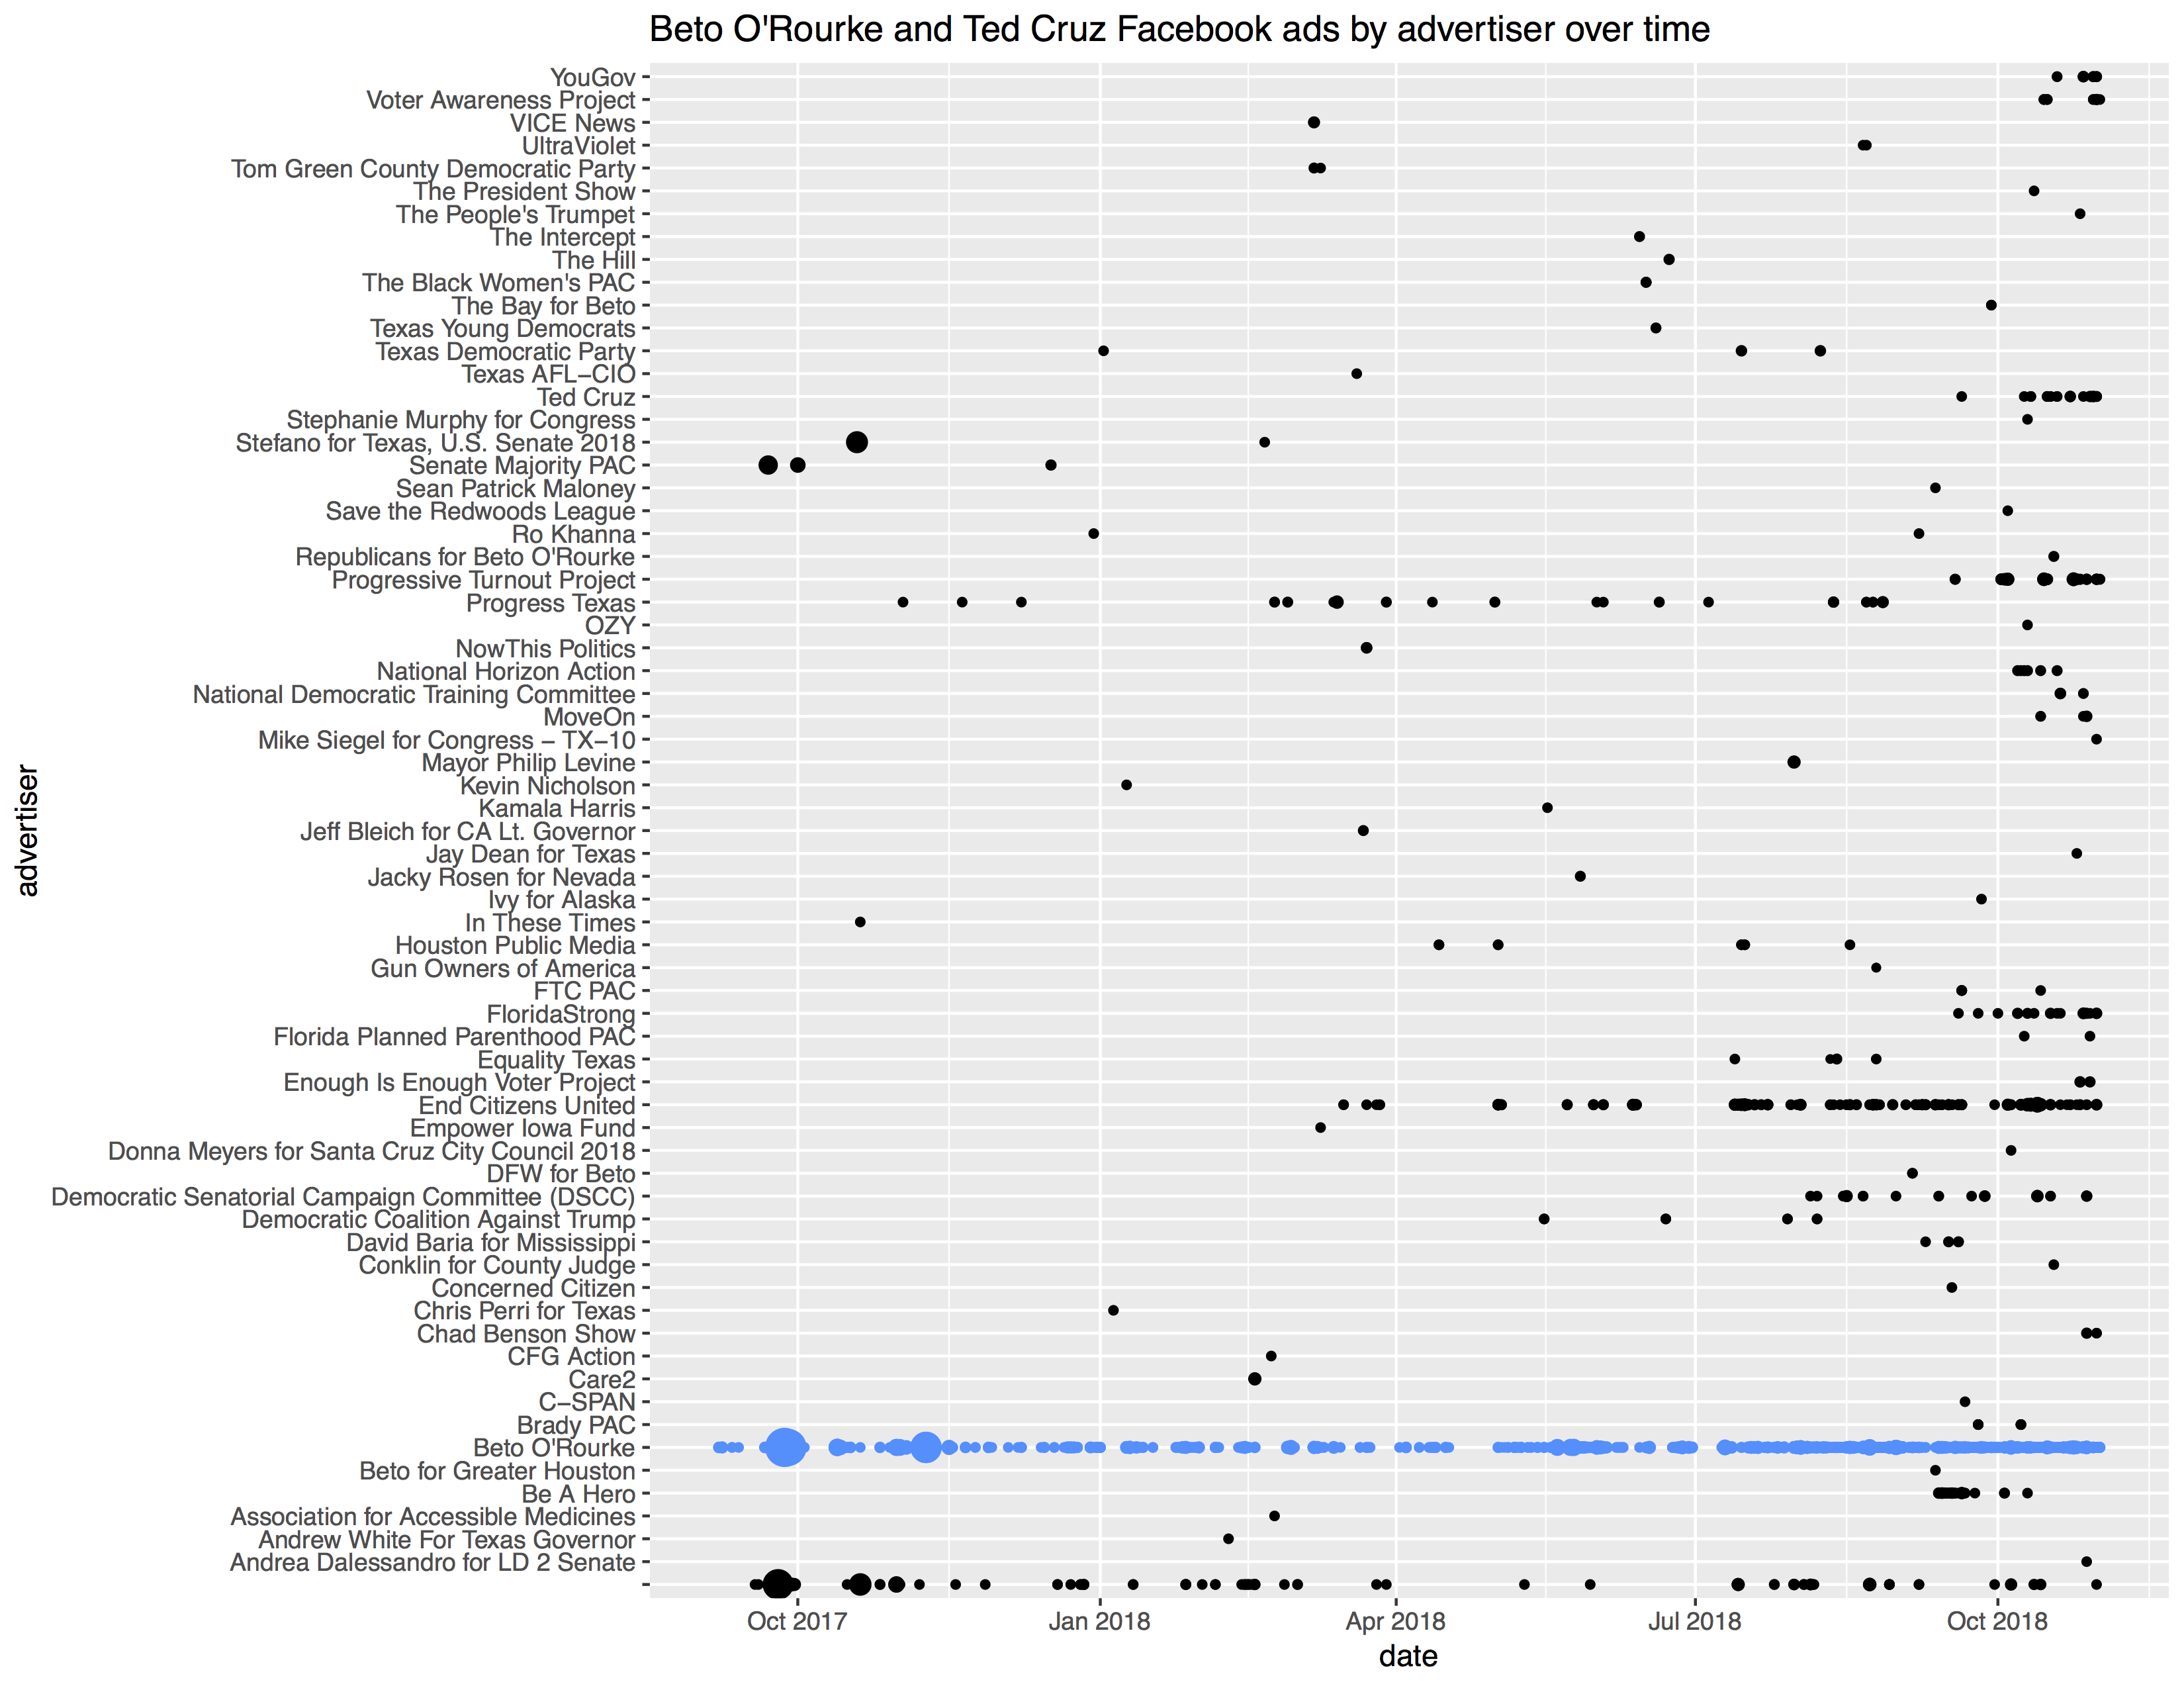 Beto O'Rourke and Ted Cruz Facebook ads by advertiser over time
YouGov
Voter Awareness Project
VICE News
UltraViolet
Tom Green County Democratic Party
The President Show
The People's Trumpet
The Intercept
The Hill
The Black Women's PAC
The Bay for Beto
Texas Young Democrats
Texas Democratic Party
Texas AFL−CIO
Ted Cruz
Stephanie Murphy for Congress
Stefano for Texas, U.S. Senate 2018
Senate Majority PAC
Sean Patrick Maloney
Save the Redwoods League
Ro Khanna
Republicans for Beto O'Rourke
Progressive Turnout Project
Progress Texas
OZY
NowThis Politics
National Horizon Action
National Democratic Training Committee
MoveOn
Mike Siegel for Congress − TX−10
Mayor Philip Levine
Kevin Nicholson
Kamala Harris
Jeff Bleich for CA Lt. Governor
Jay Dean for Texas
Jacky Rosen for Nevada
Ivy for Alaska
In These Times
Houston Public Media
Gun Owners of America
FTC PAC
FloridaStrong
Florida Planned Parenthood PAC
Equality Texas
Enough Is Enough Voter Project
End Citizens United
Empower Iowa Fund
Donna Meyers for Santa Cruz City Council 2018
DFW for Beto
Democratic Senatorial Campaign Committee (DSCC)
Democratic Coalition Against Trump
David Baria for Mississippi
Conklin for County Judge
Concerned Citizen
Chris Perri for Texas
Chad Benson Show
CFG Action
Care2
C−SPAN
Brady PAC
Beto O'Rourke
Beto for Greater Houston
Be A Hero
Association for Accessible Medicines
Andrew White For Texas Governor
Andrea Dalessandro for LD 2 Senate
advertiser
Oct 2017
Jan 2018
Apr 2018
Jul 2018
Oct 2018
date